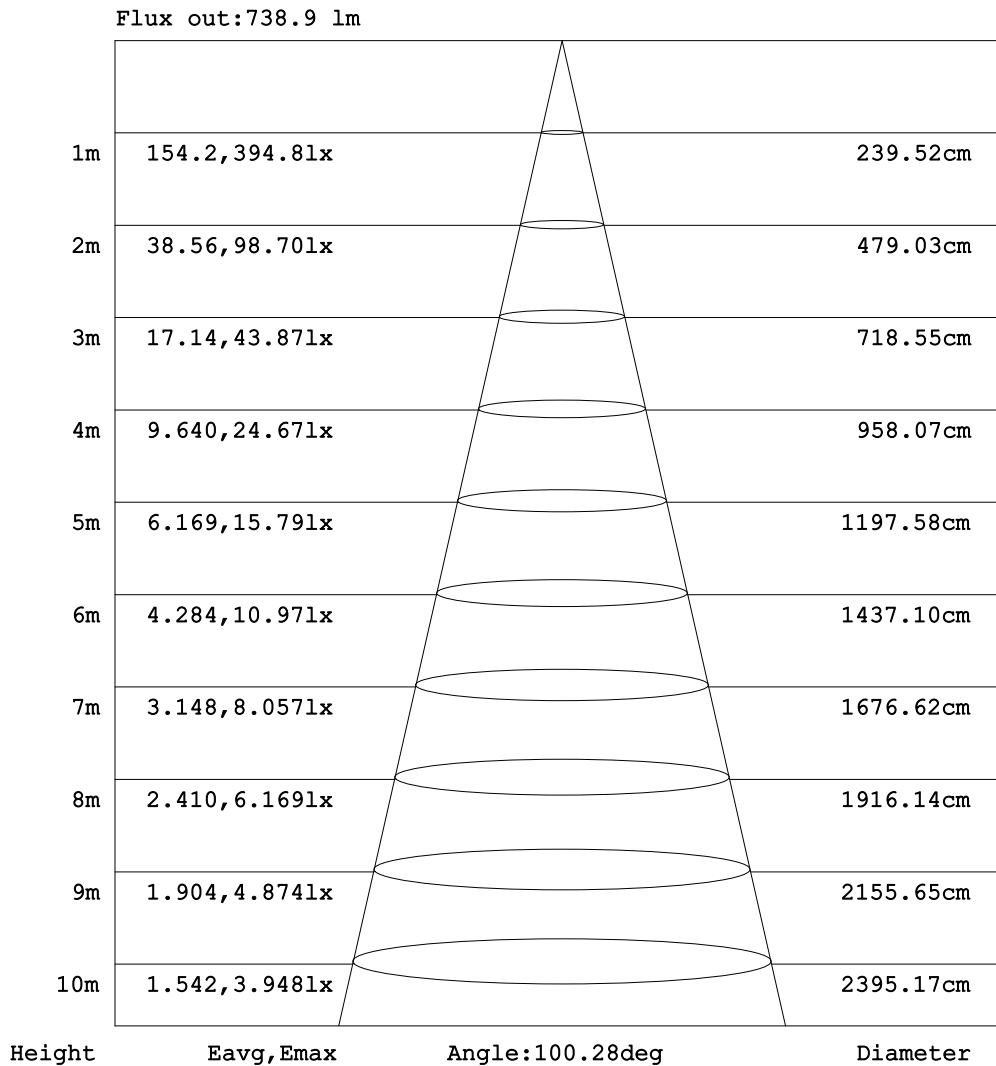 Flux out:738.9 lm
1m 154.2,394.8lx 239.52cm
2m 38.56,98.70lx 479.03cm
3m 17.14,43.87lx 718.55cm
4m 9.640,24.67lx 958.07cm
5m 6.169,15.79lx 1197.58cm
6m 4.284,10.97lx 1437.10cm
7m 3.148,8.057lx 1676.62cm
8m 2.410,6.169lx 1916.14cm
9m 1.904,4.874lx 2155.65cm
10m 1.542,3.948lx 2395.17cm
Height Eavg,Emax Angle:100.28deg Diameter